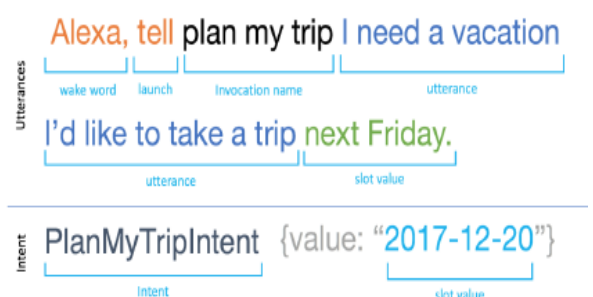 Alexa, tell plan my trip I need a vacation
wake word launch Invocation name utterance
Utterances
I'd like to take a trip next Friday.
utterance slot value
Intent
PlanMyTripIntent {value: “2017-12-20”}
Intent slot value